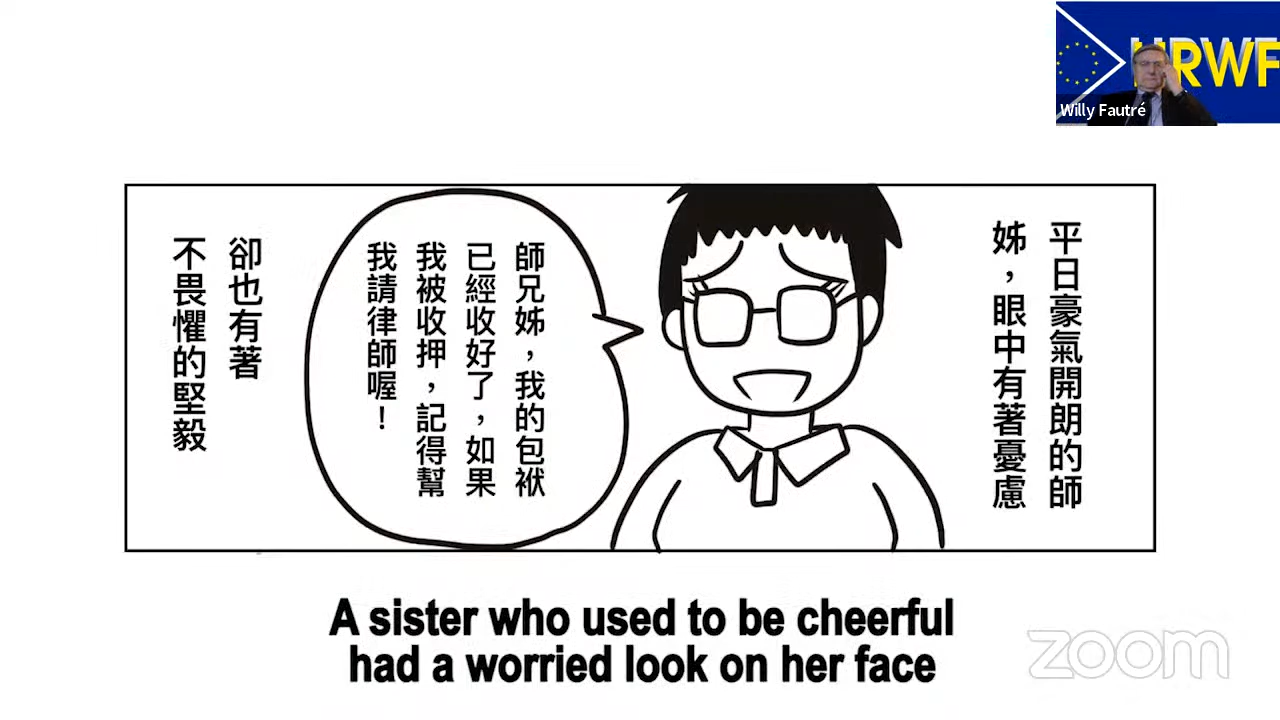 HRWF
Willy Fautré
平日豪氣開朗的師
姊，眼中有著憂慮
師兄姊，我的包袱
已經收好了，如果
我被收押，記得幫
我請律師喔！
卻也有著
不畏懼的堅毅
A sister who used to be cheerful
had a worried look on her face
zoom